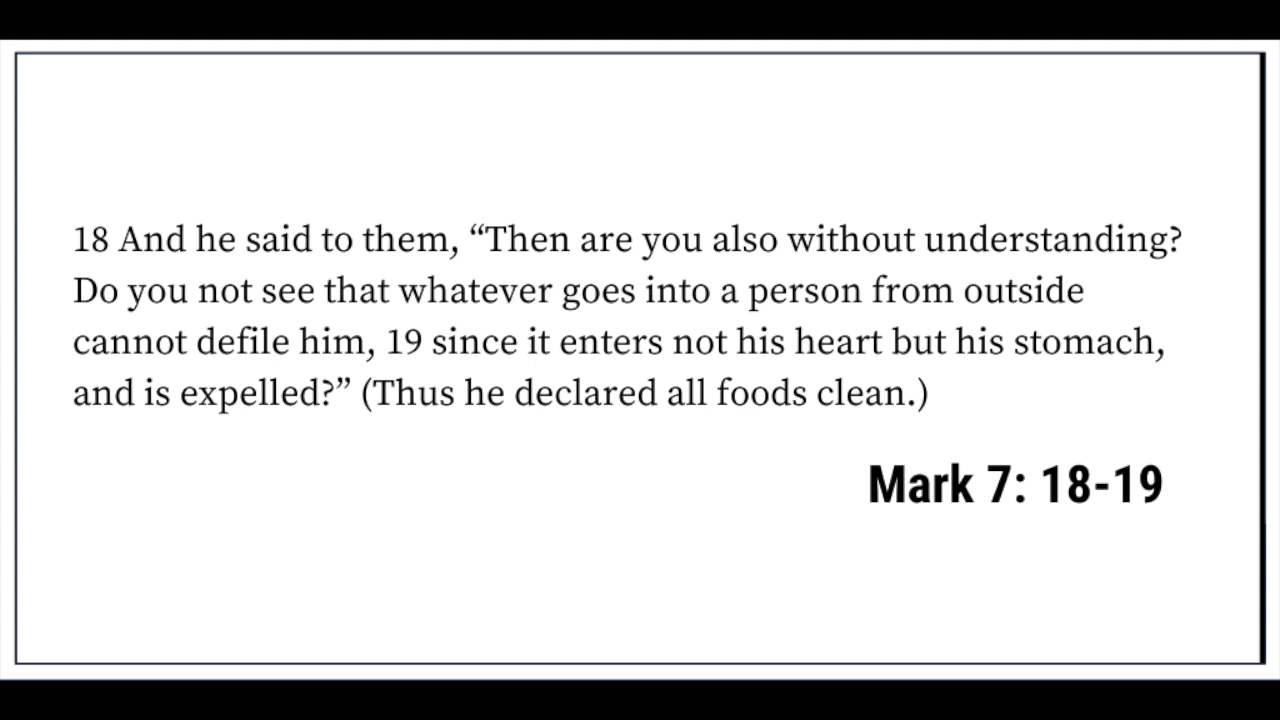 18 And he said to them, “Then are you also without understanding?
Do you not see that whatever goes into a person from outside
cannot defile him, 19 since it enters not his heart but his stomach,
and is expelled?” (Thus he declared all foods clean.)
Mark 7: 18-19